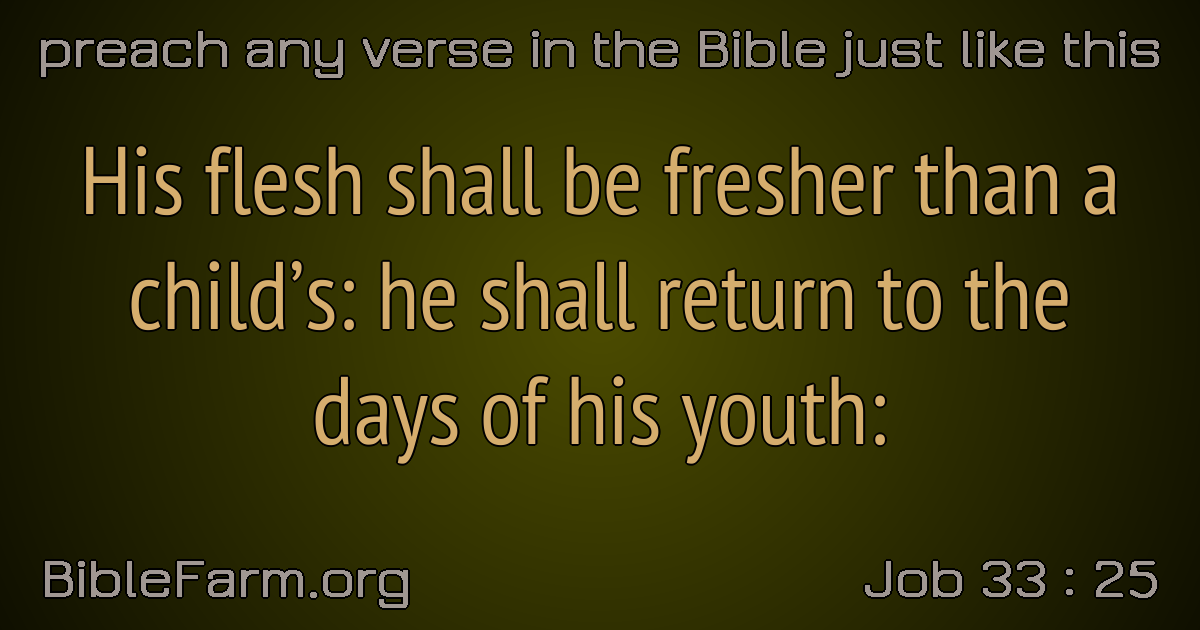 preach any verse in the Bible just like this
His flesh shall be fresher than a
child’s: he shall return to the
days of his youth:
BibleFarm.org
Job 33 : 25